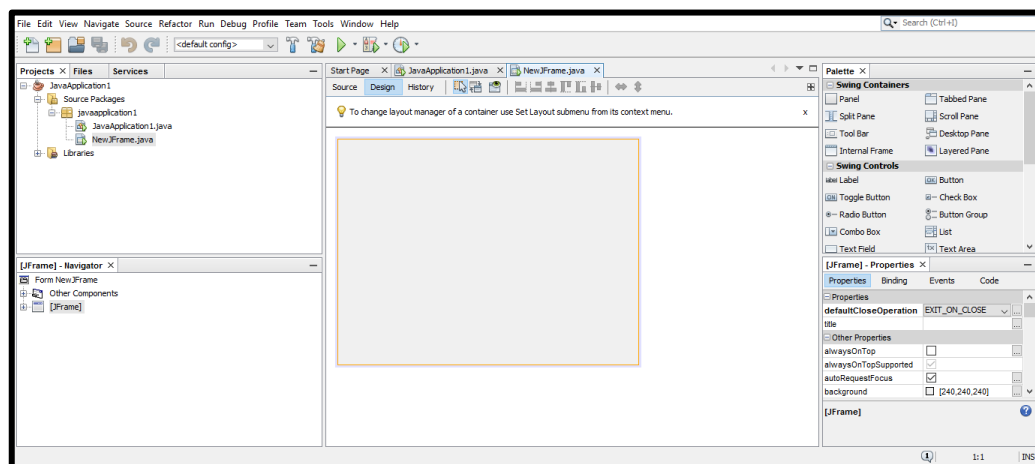 File Edit View Navigate Source Refactor Run Debug Profile Team Tools Window Help
Search (Ctrl+I)
<default config>
Projects Files Services
JavaApplication1
Source Packages
javaapplication1
JavaApplication1.java
NewJFrame.java
Libraries
[JFrame] - Navigator
Form NewJFrame
Other Components
[JFrame]
Start Page JavaApplication1.java NewJFrame.java
Source Design History
To change layout manager of a container use Set Layout submenu from its context menu. x
Palette
Swing Containers
Panel Tabbed Pane
Split Pane Scroll Pane
Tool Bar Desktop Pane
Internal Frame Layered Pane
Swing Controls
label Label OK Button
ON Toggle Button Check Box
Radio Button Button Group
Combo Box List
Text Field Text Area
[JFrame] - Properties
Properties Binding Events Code
Properties
defaultCloseOperation EXIT_ON_CLOSE ...
title ...
Other Properties
alwaysOnTop ...
alwaysOnTopSupported
autoRequestFocus ...
background [240,240,240] ...
[JFrame] ?
1 1:1 INS